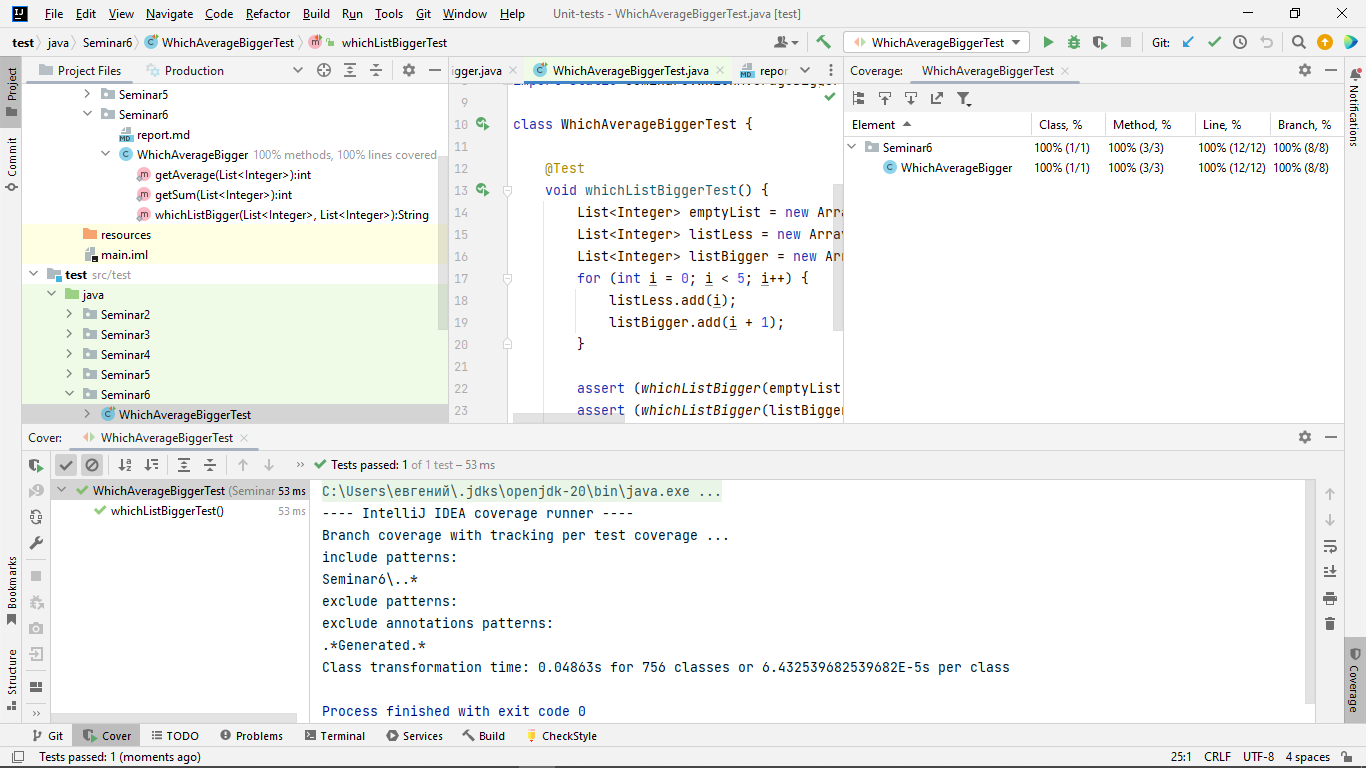 File Edit View Navigate Code Refactor Build Run Tools Git Window Help Unit-tests - WhichAverageBiggerTest.java [test]
test java Seminar6 WhichAverageBiggerTest whichListBiggerTest WhichAverageBiggerTest Git:
Project
Commit
Bookmarks
Structure
Project Files Production
Seminar5
Seminar6
report.md
WhichAverageBigger 100% methods, 100% lines covered
getAverage(List<Integer>):int
getSum(List<Integer>):int
whichListBigger(List<Integer>, List<Integer>):String
resources
main.iml
test src/test
java
Seminar2
Seminar3
Seminar4
Seminar5
Seminar6
WhichAverageBiggerTest
igger.java WhichAverageBiggerTest.java repor
9
10 class WhichAverageBiggerTest {
11
12 @Test
13 void whichListBiggerTest() {
14 List<Integer> emptyList = new Arra
15 List<Integer> listLess = new Array
16 List<Integer> listBigger = new Arr
17 for (int i = 0; i < 5; i++) {
18 listLess.add(i);
19 listBigger.add(i + 1);
20 }
21
22 assert (whichListBigger(emptyList
23 assert (whichListBigger(listBigger
Coverage: WhichAverageBiggerTest
Element Class, % Method, % Line, % Branch, %
Seminar6 100% (1/1) 100% (3/3) 100% (12/12) 100% (8/8)
WhichAverageBigger 100% (1/1) 100% (3/3) 100% (12/12) 100% (8/8)
Notifications
Coverage
Cover: WhichAverageBiggerTest
Tests passed: 1 of 1 test – 53 ms
WhichAverageBiggerTest (Seminar 53 ms
whichListBiggerTest() 53 ms
C:\Users\евгений\.jdks\openjdk-20\bin\java.exe ...
---- IntelliJ IDEA coverage runner ----
Branch coverage with tracking per test coverage ...
include patterns:
Seminar6\..*
exclude patterns:
exclude annotations patterns:
.*Generated.*
Class transformation time: 0.04863s for 756 classes or 6.432539682539682E-5s per class
Process finished with exit code 0
Git Cover TODO Problems Terminal Services Build CheckStyle
Tests passed: 1 (moments ago) 25:1 CRLF UTF-8 4 spaces